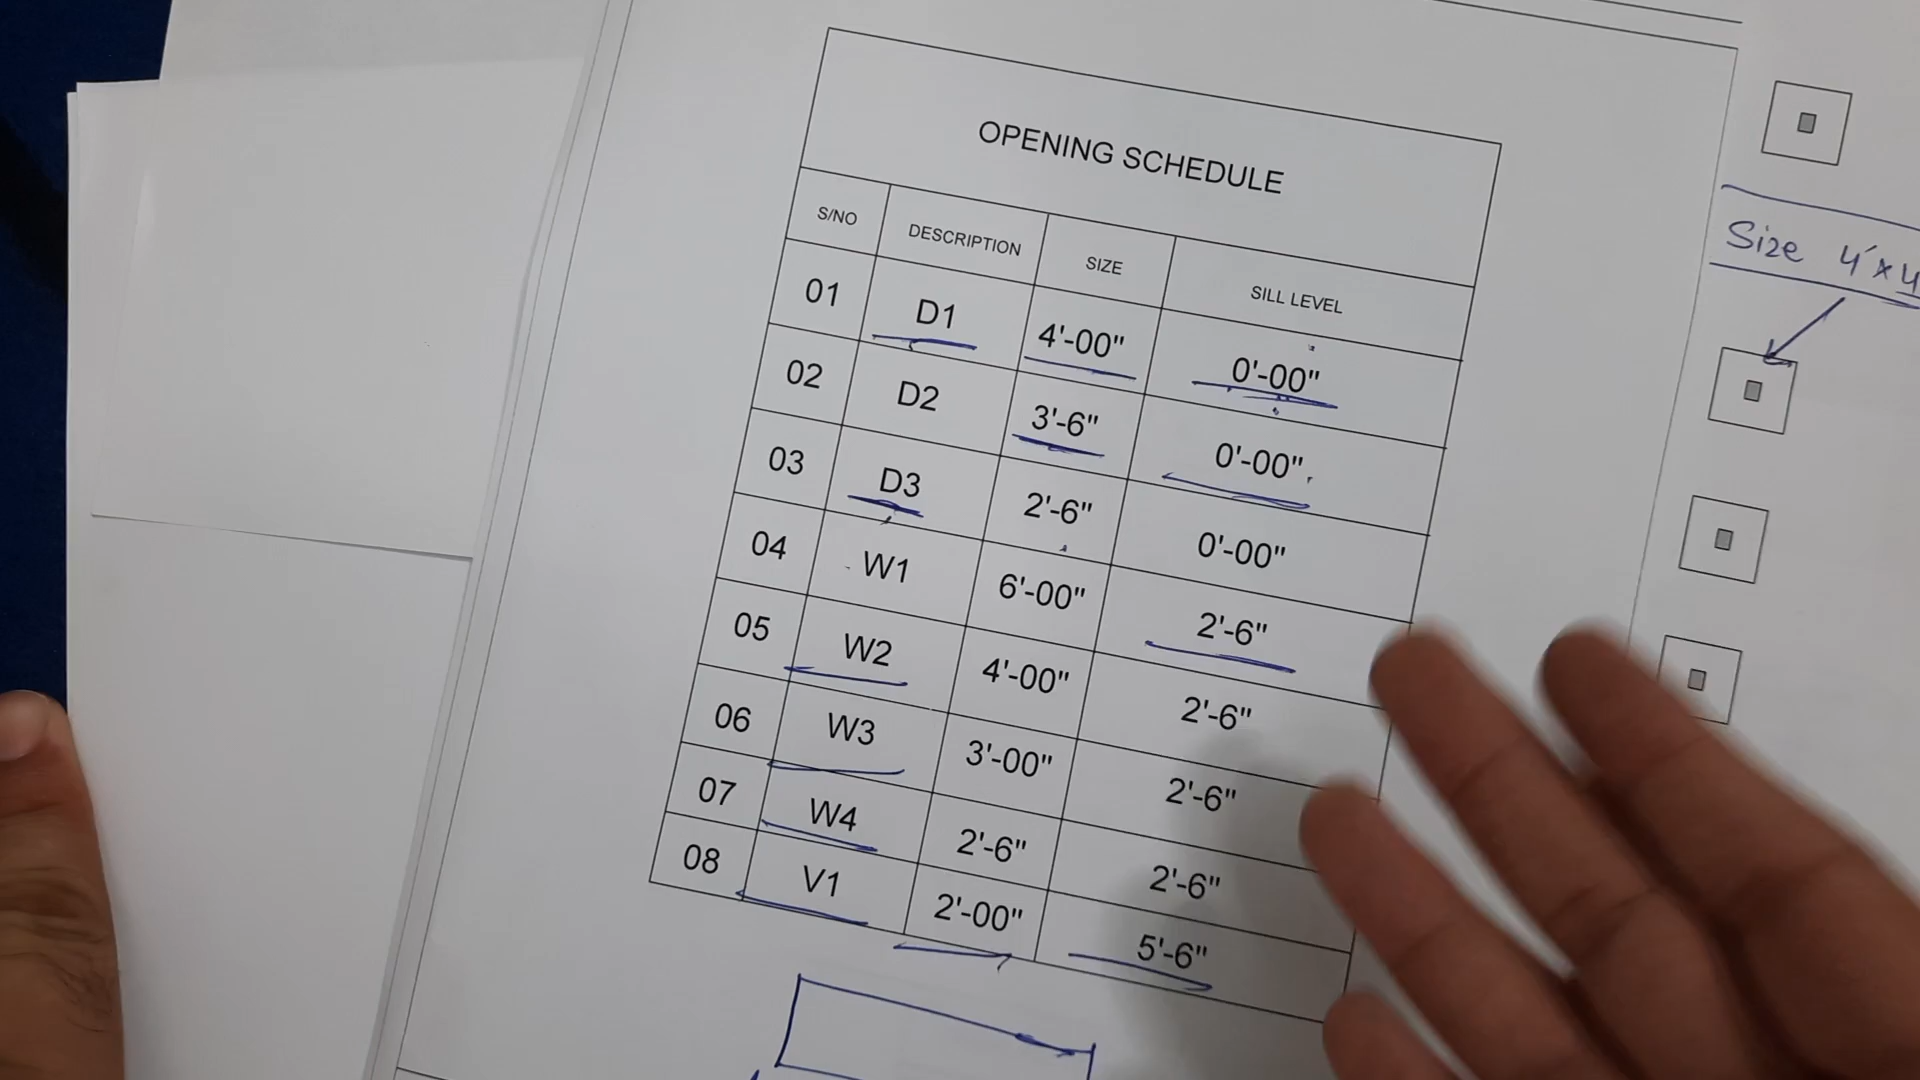 OPENING SCHEDULE
S/NO DESCRIPTION SIZE SILL LEVEL
01 D1 4'-00" 0'-00"
02 D2 3'-6" 0'-00"
03 D3 2'-6" 0'-00"
04 W1 6'-00" 2'-6"
05 W2 4'-00" 2'-6"
06 W3 3'-00" 2'-6"
07 W4 2'-6" 2'-6"
08 V1 2'-00" 5'-6"
Size 4'x4